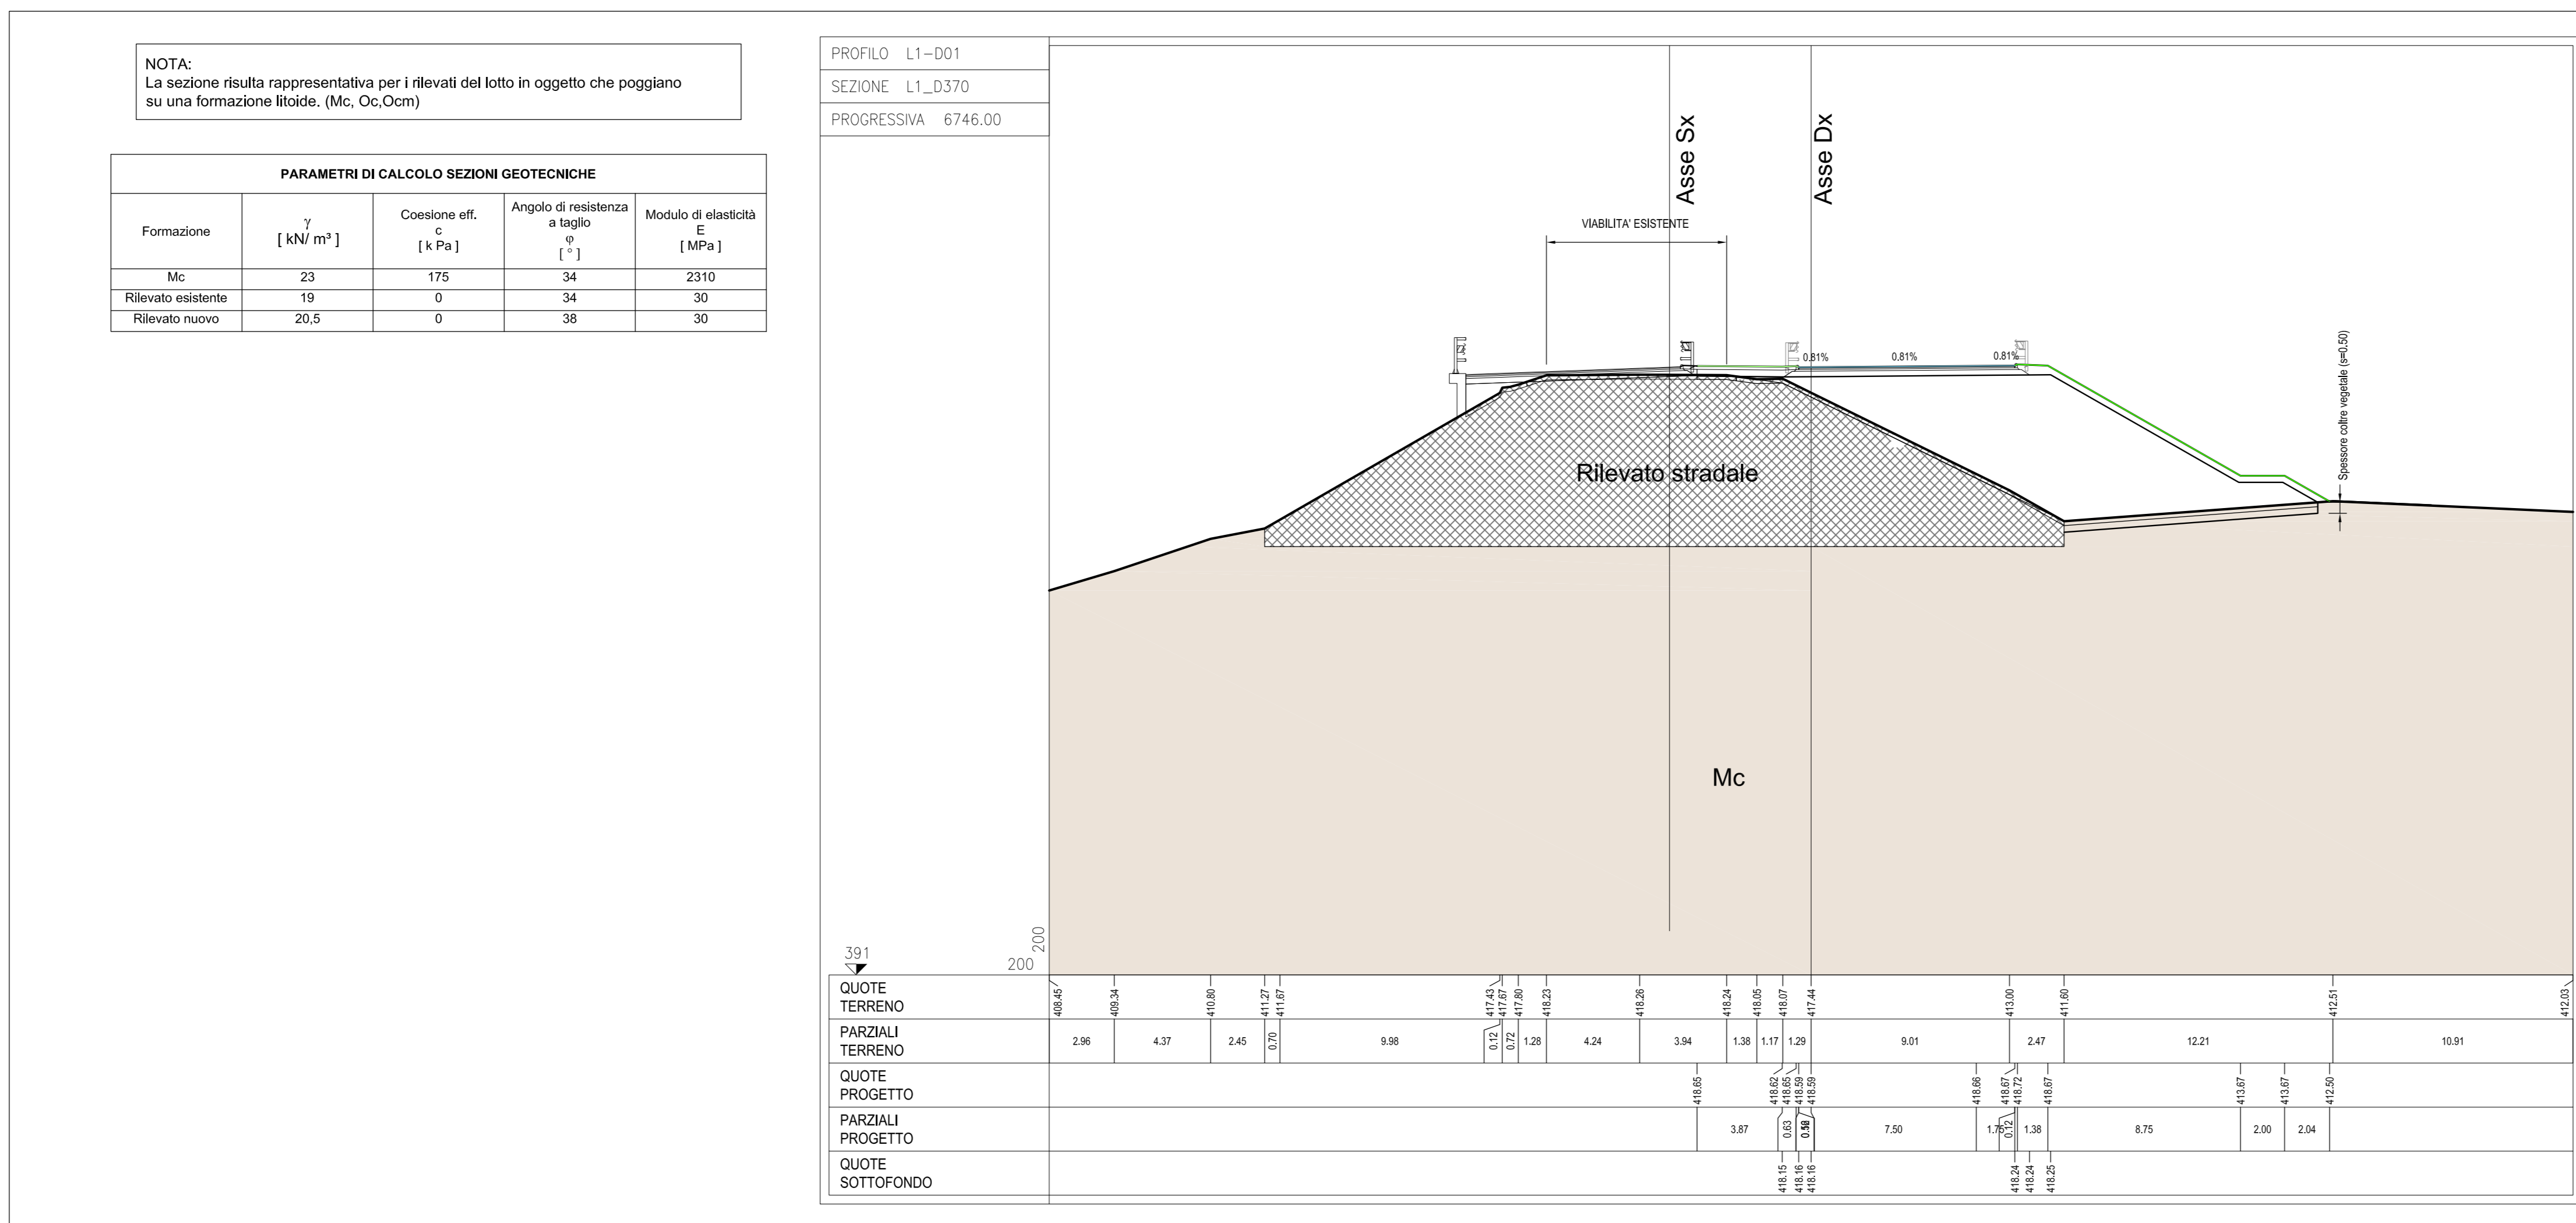 NOTA:
La sezione risulta rappresentativa per i rilevati del lotto in oggetto che poggiano
su una formazione litoide. (Mc, Oc,Ocm)
PARAMETRI DI CALCOLO SEZIONI GEOTECNICHE
Formazione
γ
[ kN/ m³ ]
Coesione eff.
c
[ k Pa ]
Angolo di resistenza
a taglio
φ
[ ° ]
Modulo di elasticità
E
[ MPa ]
Mc 23 175 34 2310
Rilevato esistente 19 0 34 30
Rilevato nuovo 20,5 0 38 30
PROFILO L1-D01
SEZIONE L1_D370
PROGRESSIVA 6746.00
Asse Sx
Asse Dx
VIABILITA' ESISTENTE
0.81% 0.81% 0.81%
Spessore coltre vegetale (s=0.50)
Rilevato stradale
Mc
391
200
200
QUOTE
TERRENO
408.45 409.34 410.80 411.27 411.67 417.43 417.67 417.80 418.23 418.26 418.24 418.05 418.07 417.44 413.00 411.60 412.51 412.03
PARZIALI
TERRENO
2.96 4.37 2.45 0.70 9.98 0.12 0.72 1.28 4.24 3.94 1.38 1.17 1.29 9.01 2.47 12.21 10.91
QUOTE
PROGETTO
418.65 418.62 418.65 418.59 418.59 418.66 418.67 418.72 418.67 413.67 413.67 412.50
PARZIALI
PROGETTO
3.87 0.63 7.50 1.75 0.12 1.38 8.75 2.00 2.04
QUOTE
SOTTOFONDO
418.15 418.16 418.16 418.24 418.24 418.25